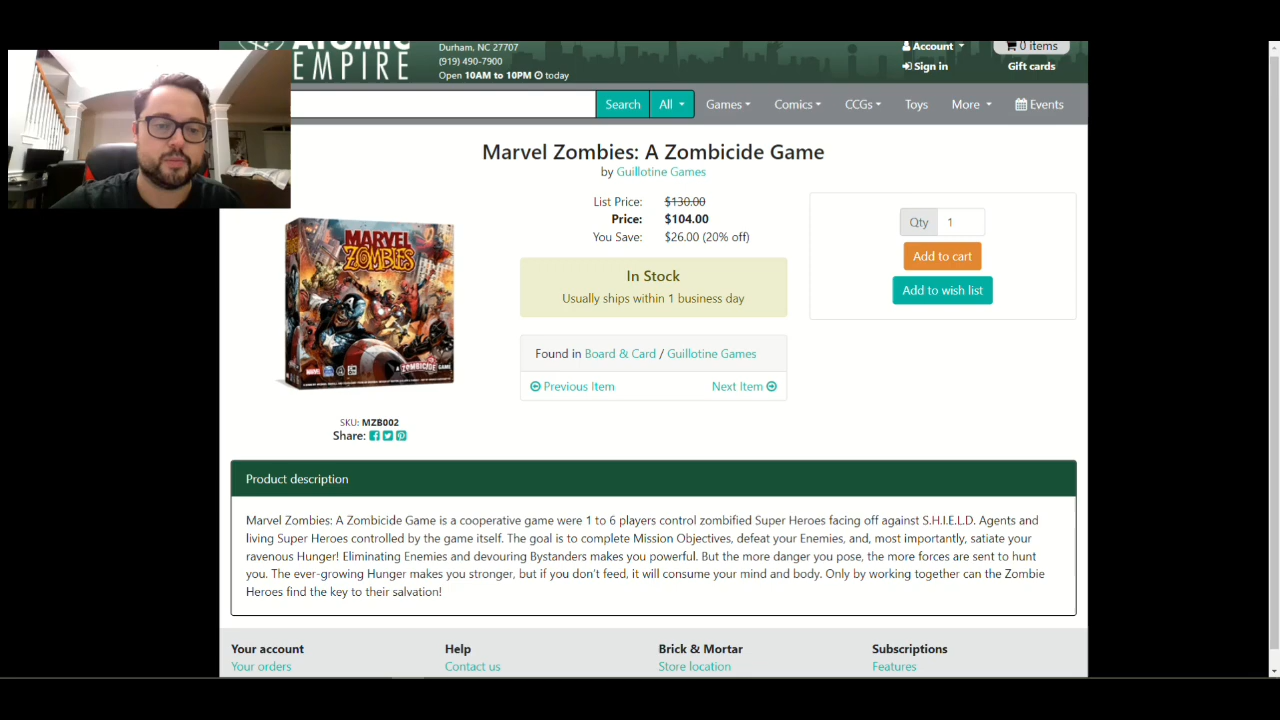 ATOMIC
EMPIRE
Durham, NC 27707
(919) 490-7900
Open 10AM to 10PM today
Account
0 items
Sign in
Gift cards
Search
All
Games
Comics
CCGs
Toys
More
Events
Marvel Zombies: A Zombicide Game
by Guillotine Games
List Price: $130.00
Price: $104.00
You Save: $26.00 (20% off)
Qty 1
Add to cart
Add to wish list
In Stock
Usually ships within 1 business day
Found in Board & Card / Guillotine Games
Previous Item
Next Item
MARVEL
ZOMBIES
MARVEL
A ZOMBICIDE GAME
SKU: MZB002
Share:
Product description
Marvel Zombies: A Zombicide Game is a cooperative game were 1 to 6 players control zombified Super Heroes facing off against S.H.I.E.L.D. Agents and
living Super Heroes controlled by the game itself. The goal is to complete Mission Objectives, defeat your Enemies, and, most importantly, satiate your
ravenous Hunger! Eliminating Enemies and devouring Bystanders makes you powerful. But the more danger you pose, the more forces are sent to hunt
you. The ever-growing Hunger makes you stronger, but if you don't feed, it will consume your mind and body. Only by working together can the Zombie
Heroes find the key to their salvation!
Your account
Help
Brick & Mortar
Subscriptions
Your orders
Contact us
Store location
Features